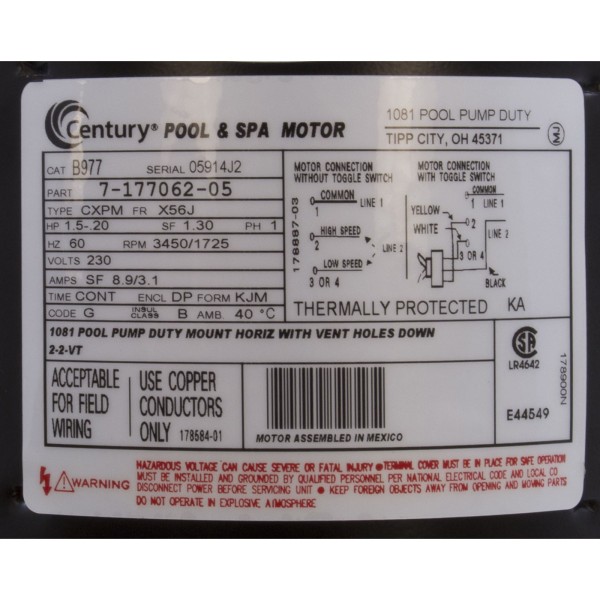 Century® POOL & SPA MOTOR
1081 POOL PUMP DUTY
TIPP CITY, OH 45371
CAT B977 SERIAL 05914J2
PART 7-177062-05
TYPE CXPM FR X56J
HP 1.5-.20 SF 1.30 PH 1
HZ 60 RPM 3450/1725
VOLTS 230
AMPS SF 8.9/3.1
TIME CONT ENCL DP FORM KJM
CODE G INSUL CLASS B AMB. 40 °C
176887-03
MOTOR CONNECTION
WITHOUT TOGGLE SWITCH
COMMON
1 LINE 1
HIGH SPEED
2
LINE 2
LOW SPEED
3 OR 4
MOTOR CONNECTION
WITH TOGGLE SWITCH
COMMON
1 LINE 1
YELLOW
WHITE
2
LINE 2
3 OR 4
BLACK
THERMALLY PROTECTED KA
1081 POOL PUMP DUTY MOUNT HORIZ WITH VENT HOLES DOWN
2-2-VT
ACCEPTABLE
FOR FIELD
WIRING
USE COPPER
CONDUCTORS
ONLY 178584-01
MOTOR ASSEMBLED IN MEXICO
LR4642
E44549
178900N
WARNING
HAZARDOUS VOLTAGE CAN CAUSE SEVERE OR FATAL INJURY ● TERMINAL COVER MUST BE IN PLACE FOR SAFE OPERATION
MUST BE INSTALLED AND GROUNDED BY QUALIFIED PERSONNEL PER NATIONAL ELECTRICAL CODE AND LOCAL CO
DISCONNECT POWER BEFORE SERVICING UNIT ● KEEP FOREIGN OBJECTS AWAY FROM OPENING AND MOVING PARTS
DO NOT OPERATE IN EXPLOSIVE ATMOSPHERE